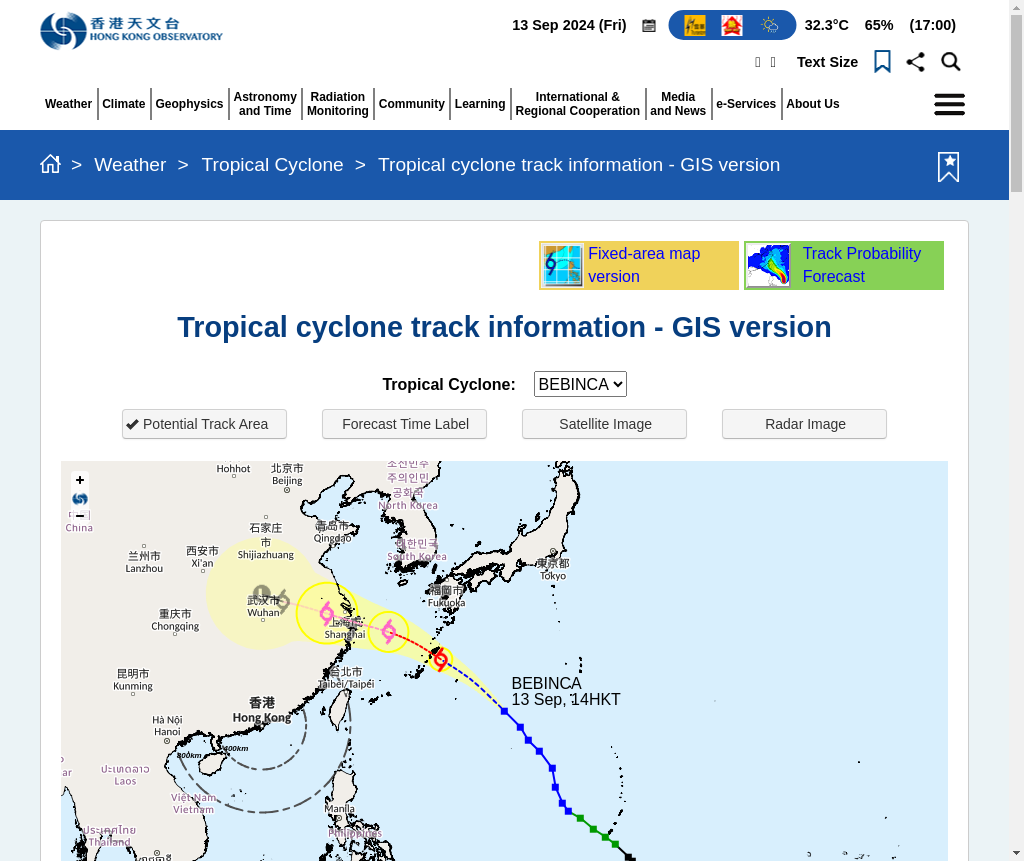 香港天文台
HONG KONG OBSERVATORY
13 Sep 2024 (Fri)
32.3°C 65% (17:00)
Text Size
Weather
Climate
Geophysics
Astronomy
and Time
Radiation
Monitoring
Community
Learning
International &
Regional Cooperation
Media
and News
e-Services
About Us
> Weather > Tropical Cyclone > Tropical cyclone track information - GIS version
Fixed-area map
version
Track Probability
Forecast
Tropical cyclone track information - GIS version
Tropical Cyclone: BEBINCA
Potential Track Area
Forecast Time Label
Satellite Image
Radar Image
+
−
Hohhot
北京市
Beijing
조선민주
주의인민
공화국
North Korea
China
石家庄
市
Shijiazhuang
青岛市
Qingdao
대한민국
South Korea
兰州市
Lanzhou
西安市
Xi'an
東京都
Tokyo
福岡市
Fukuoka
武汉市
Wuhan
重庆市
Chongqing
上海市
Shanghai
昆明市
Kunming
台北市
Taibei/Taipei
BEBINCA
13 Sep, 14HKT
香港
Hong Kong
Hà Nội
Hanoi
400km
800km
ປະເທດລາວ
Laos
Việt Nam
Vietnam
Manila
Philippines
ประเทศไทย
Thailand